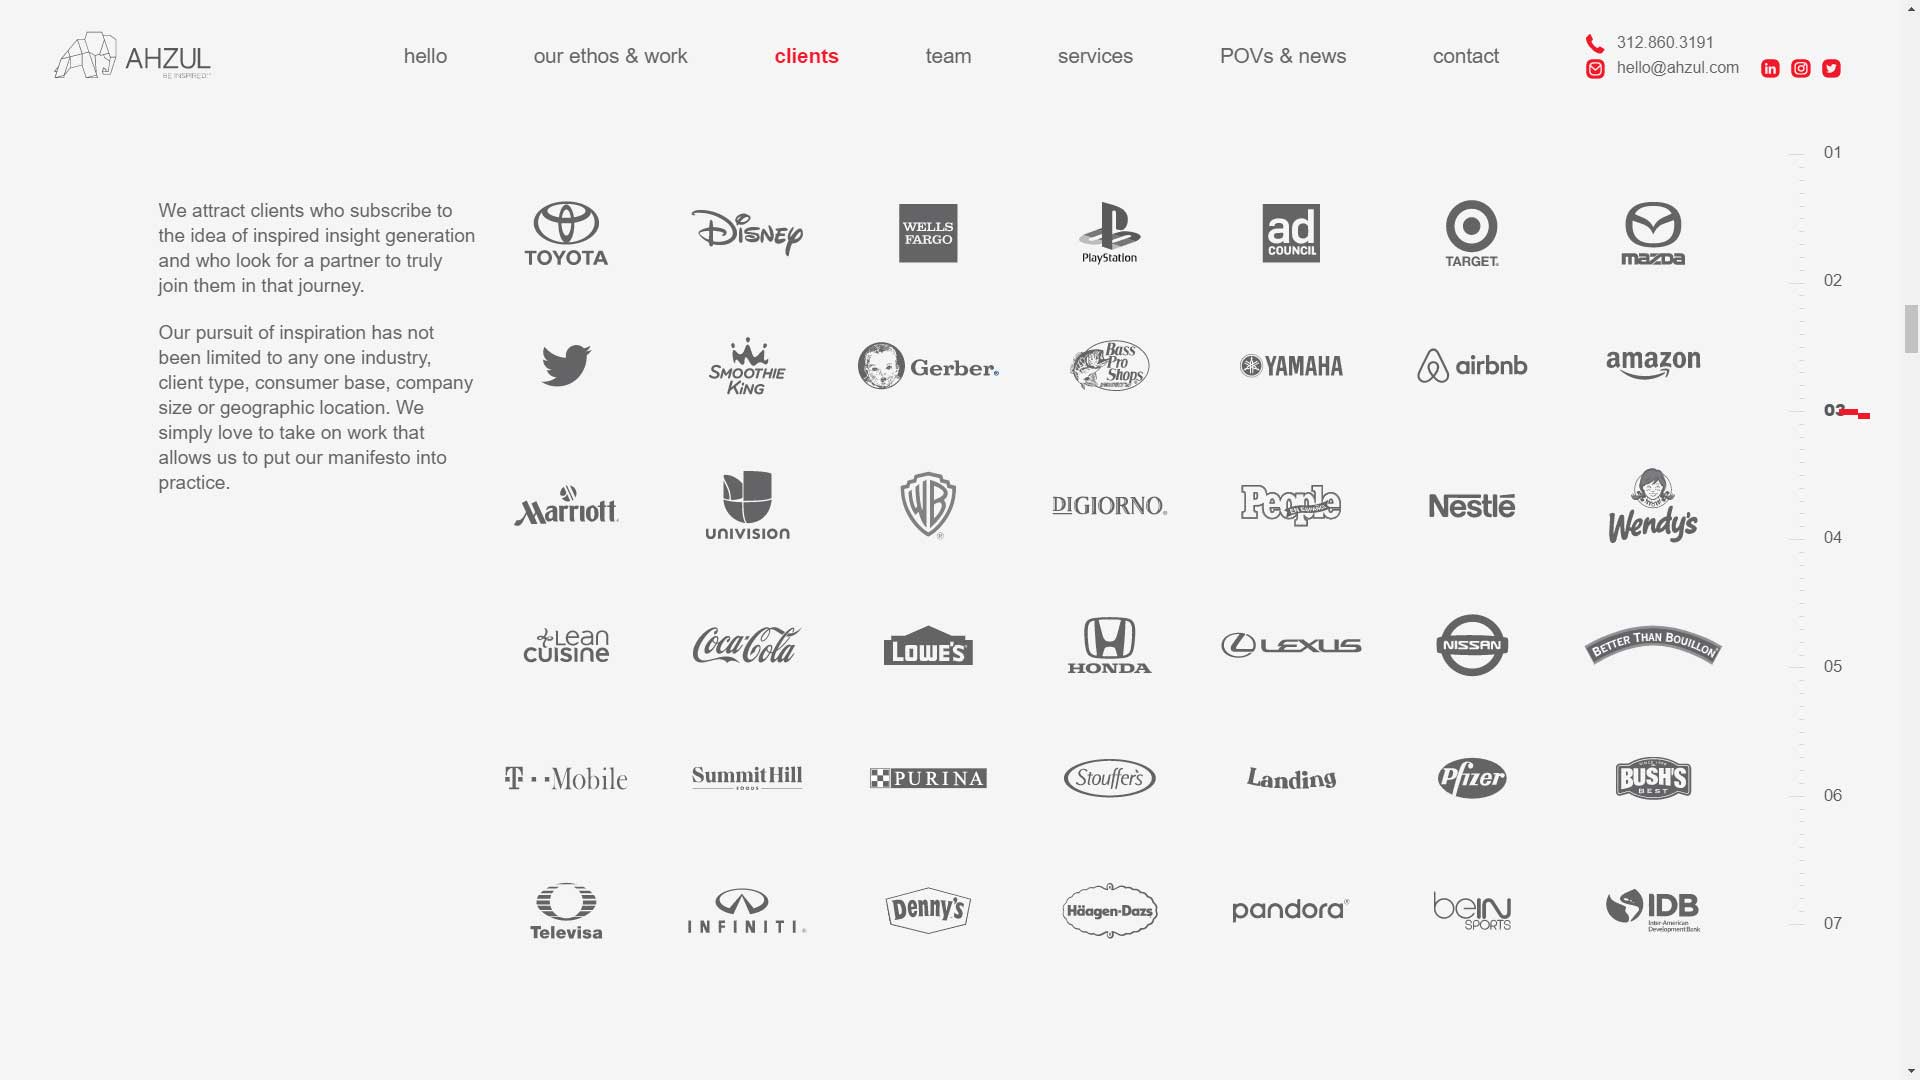 AHZUL
BE INSPIRED
hello
our ethos & work
clients
team
services
POVs & news
contact
312.860.3191
hello@ahzul.com
We attract clients who subscribe to
the idea of inspired insight generation
and who look for a partner to truly
join them in that journey.
Our pursuit of inspiration has not
been limited to any one industry,
client type, consumer base, company
size or geographic location. We
simply love to take on work that
allows us to put our manifesto into
practice.
TOYOTA
Disney
WELLS
FARGO
PlayStation
ad
COUNCIL
TARGET
mazda
SMOOTHIE
KING
Gerber
Bass
Pro
Shops
YAMAHA
airbnb
amazon
Marriott
UNIVISION
WB
DIGIORNO
People
EN ESPAÑOL
Nestlé
Wendy's
LEAN
CUISINE
Coca-Cola
LOWE'S
HONDA
LEXUS
NISSAN
BETTER THAN BOUILLON
T··Mobile
Summit Hill
FOODS
PURINA
Stouffer's
Landing
Pfizer
BUSH'S
BEST
Televisa
INFINITI
Denny's
Häagen-Dazs
pandora
beIN
SPORTS
IDB
Inter-American
Development Bank
01
02
03
04
05
06
07